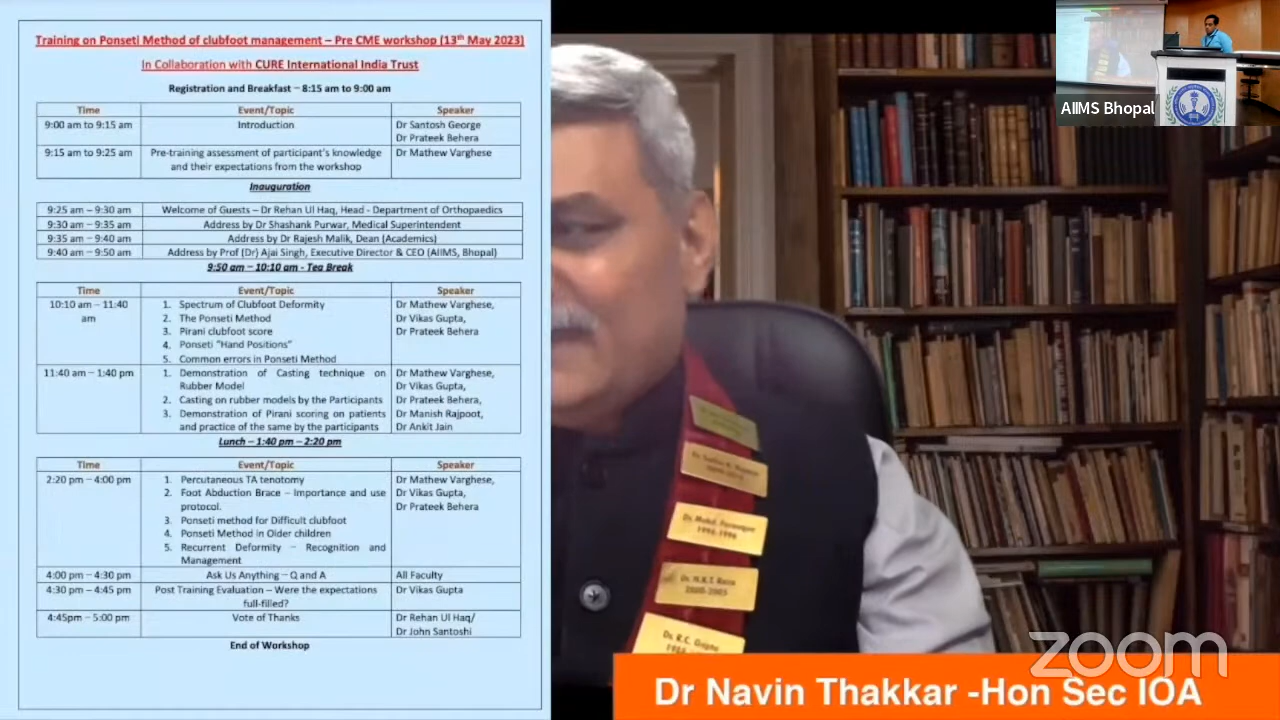 Training on Ponseti Method of clubfoot management – Pre CME workshop (13th May 2023)
In Collaboration with CURE International India Trust
Registration and Breakfast – 8:15 am to 9:00 am
Time Event/Topic Speaker
9:00 am to 9:15 am Introduction Dr Santosh George
Dr Prateek Behera
9:15 am to 9:25 am Pre-training assessment of participant's knowledge Dr Mathew Varghese
and their expectations from the workshop
Inauguration
9:25 am – 9:30 am Welcome of Guests – Dr Rehan Ul Haq, Head - Department of Orthopaedics
9:30 am – 9:35 am Address by Dr Shashank Purwar, Medical Superintendent
9:35 am – 9:40 am Address by Dr Rajesh Malik, Dean (Academics)
9:40 am – 9:50 am Address by Prof (Dr) Ajai Singh, Executive Director & CEO (AIIMS, Bhopal)
9:50 am – 10:10 am - Tea Break
Time Event/Topic Speaker
10:10 am – 11:40 1. Spectrum of Clubfoot Deformity Dr Mathew Varghese,
am 2. The Ponseti Method Dr Vikas Gupta,
3. Pirani clubfoot score Dr Prateek Behera
4. Ponseti "Hand Positions"
5. Common errors in Ponseti Method
11:40 am – 1:40 pm 1. Demonstration of Casting technique on Dr Mathew Varghese,
Rubber Model Dr Vikas Gupta,
2. Casting on rubber models by the Participants Dr Prateek Behera,
3. Demonstration of Pirani scoring on patients Dr Manish Rajpoot,
and practice of the same by the participants Dr Ankit Jain
Lunch – 1:40 pm – 2:20 pm
Time Event/Topic Speaker
2:20 pm – 4:00 pm 1. Percutaneous TA tenotomy Dr Mathew Varghese,
2. Foot Abduction Brace – Importance and use Dr Vikas Gupta,
protocol. Dr Prateek Behera
3. Ponseti method for Difficult clubfoot
4. Ponseti Method in Older children
5. Recurrent Deformity – Recognition and
Management
4:00 pm – 4:30 pm Ask Us Anything – Q and A All Faculty
4:30 pm – 4:45 pm Post Training Evaluation – Were the expectations Dr Vikas Gupta
full-filled?
4:45pm – 5:00 pm Vote of Thanks Dr Rehan Ul Haq/
Dr John Santoshi
End of Workshop
AIIMS Bhopal
Dr. Mohd.
Dr. R.C.
zoom
Dr Navin Thakkar -Hon Sec IOA